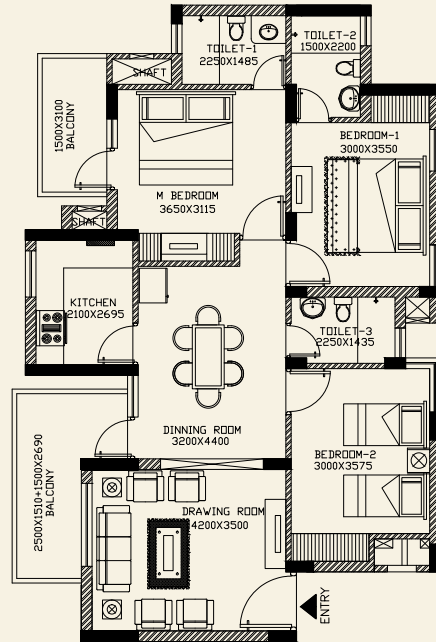 TOILET-1
2250X1485
TOILET-2
1500X2200
SHAFT
1500X3100
BALCONY
BEDROOM-1
3000X3550
M BEDROOM
3650X3115
SHAFT
KITCHEN
2100X2695
TOILET-3
2250X1435
DINNING ROOM
3200X4400
BEDROOM-2
3000X3575
2500X1510+1500X2690
BALCONY
DRAWING ROOM
4200X3500
ENTRY